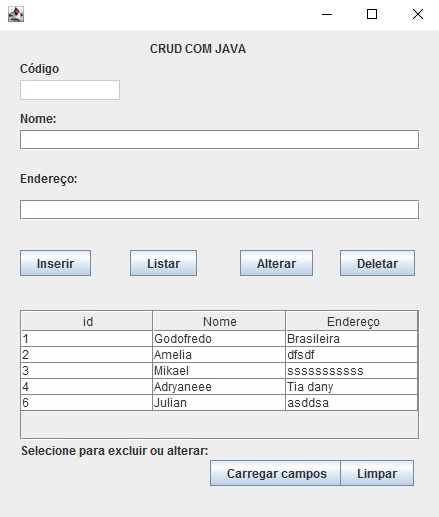 CRUD COM JAVA
Código
Nome:
Endereço:
Inserir Listar Alterar Deletar
id Nome Endereço
1 Godofredo Brasileira
2 Amelia dfsdf
3 Mikael sssssssssss
4 Adryaneee Tia dany
6 Julian asddsa
Selecione para excluir ou alterar:
Carregar campos Limpar